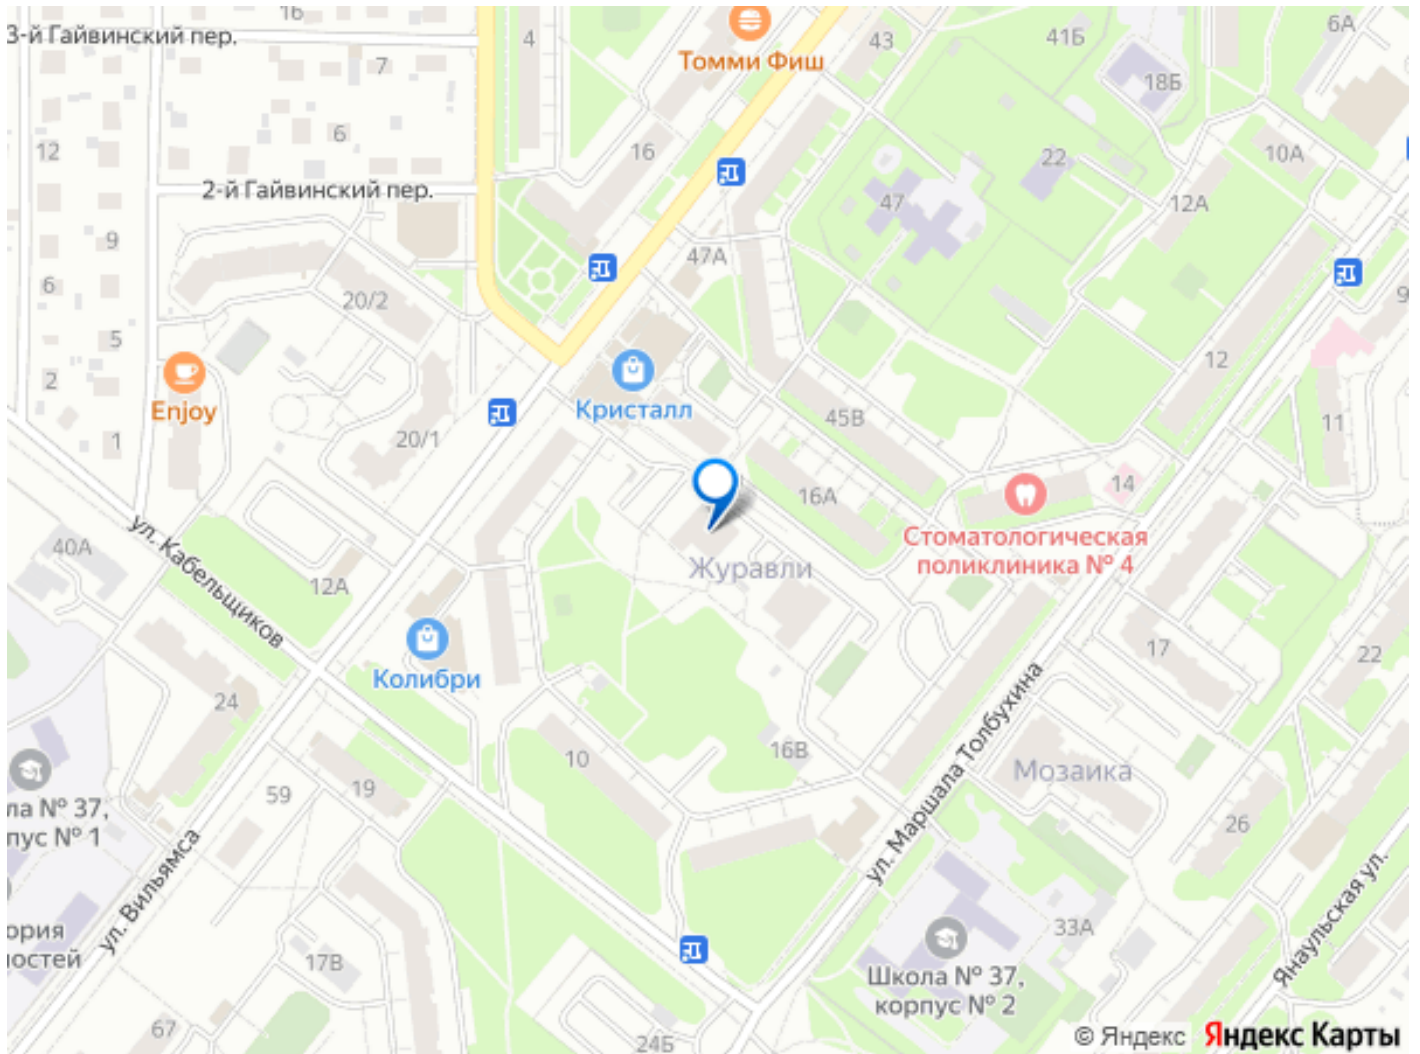 16
3-й Гайвинский пер.
4
Томми Фиш
43
41Б
6А
7
18Б
6
12
16
22
10А
2-й Гайвинский пер.
47
12А
9
47А
6
20/2
9
5
12
2
Enjoy
Кристалл
45В
11
1
20/1
16А
14
Стоматологическая
поликлиника № 4
40А
ул. Кабельщиков
12А
Журавли
17
22
Колибри
24
ул. Маршала Толбухина
10
16В
Мозаика
59
19
ла № 37,
рпус № 1
26
ул. Вильямса
Янаульская ул.
ория
ностей
17В
33А
Школа № 37,
корпус № 2
67
24Б
© Яндекс Яндекс Карты